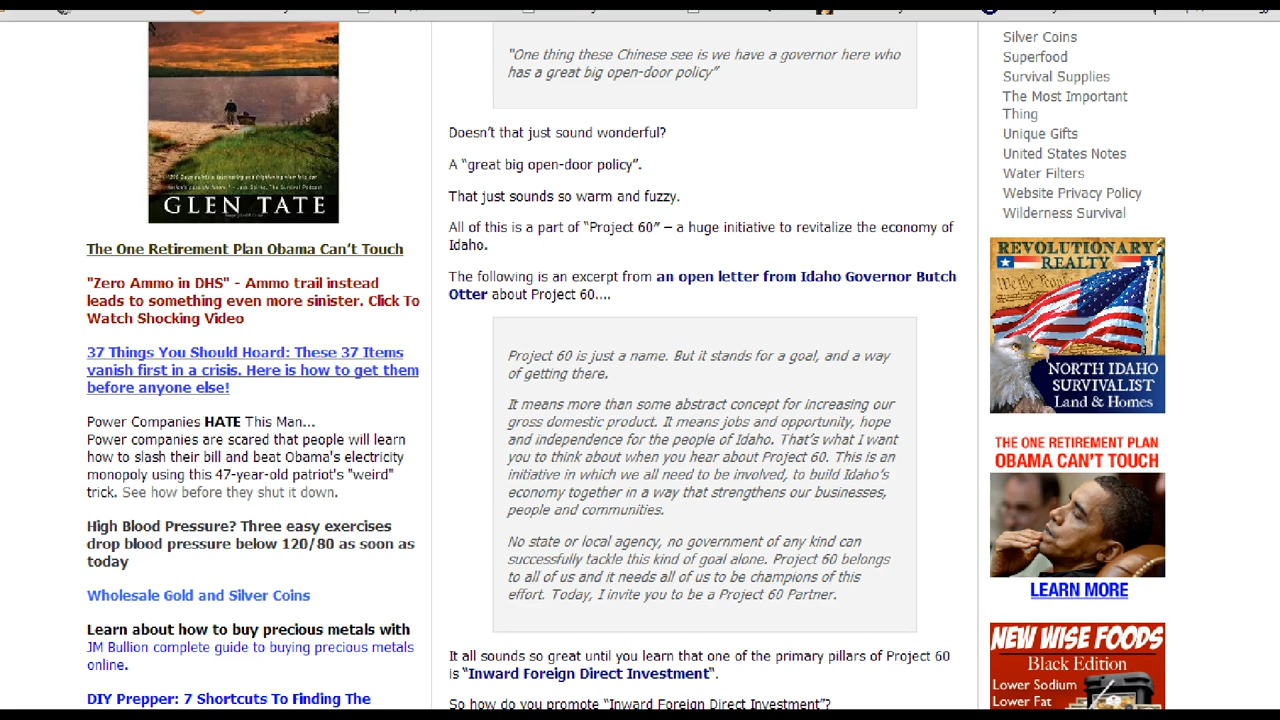 GLEN TATE
The One Retirement Plan Obama Can’t Touch
"Zero Ammo in DHS" - Ammo trail instead
leads to something even more sinister. Click To
Watch Shocking Video
37 Things You Should Hoard: These 37 Items
vanish first in a crisis. Here is how to get them
before anyone else!
Power Companies HATE This Man...
Power companies are scared that people will learn
how to slash their bill and beat Obama's electricity
monopoly using this 47-year-old patriot's "weird"
trick. See how before they shut it down.
High Blood Pressure? Three easy exercises
drop blood pressure below 120/80 as soon as
today
Wholesale Gold and Silver Coins
Learn about how to buy precious metals with
JM Bullion complete guide to buying precious metals
online.
DIY Prepper: 7 Shortcuts To Finding The
“One thing these Chinese see is we have a governor here who
has a great big open-door policy”
Doesn’t that just sound wonderful?
A “great big open-door policy”.
That just sounds so warm and fuzzy.
All of this is a part of “Project 60” – a huge initiative to revitalize the economy of
Idaho.
The following is an excerpt from an open letter from Idaho Governor Butch
Otter about Project 60….
Project 60 is just a name. But it stands for a goal, and a way
of getting there.
It means more than some abstract concept for increasing our
gross domestic product. It means jobs and opportunity, hope
and independence for the people of Idaho. That’s what I want
you to think about when you hear about Project 60. This is an
initiative in which we all need to be involved, to build Idaho’s
economy together in a way that strengthens our businesses,
people and communities.
No state or local agency, no government of any kind can
successfully tackle this kind of goal alone. Project 60 belongs
to all of us and it needs all of us to be champions of this
effort. Today, I invite you to be a Project 60 Partner.
It all sounds so great until you learn that one of the primary pillars of Project 60
is “Inward Foreign Direct Investment“.
So how do you promote “Inward Foreign Direct Investment”?
Silver Coins
Superfood
Survival Supplies
The Most Important
Thing
Unique Gifts
United States Notes
Water Filters
Website Privacy Policy
Wilderness Survival
REVOLUTIONARY
REALTY
NORTH IDAHO
SURVIVALIST
Land & Homes
THE ONE RETIREMENT PLAN
OBAMA CAN'T TOUCH
LEARN MORE
NEW WISE FOODS
Black Edition
Lower Sodium
Lower Fat